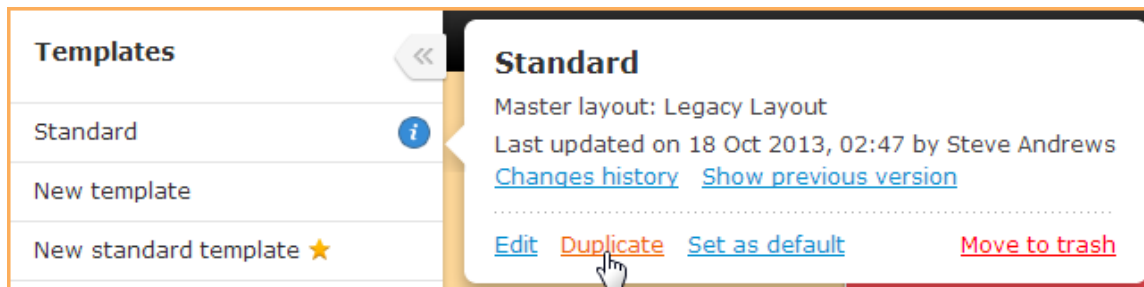 Templates
Standard
New template
New standard template
Standard
Master layout: Legacy Layout
Last updated on 18 Oct 2013, 02:47 by Steve Andrews
Changes history Show previous version
Edit Duplicate Set as default Move to trash